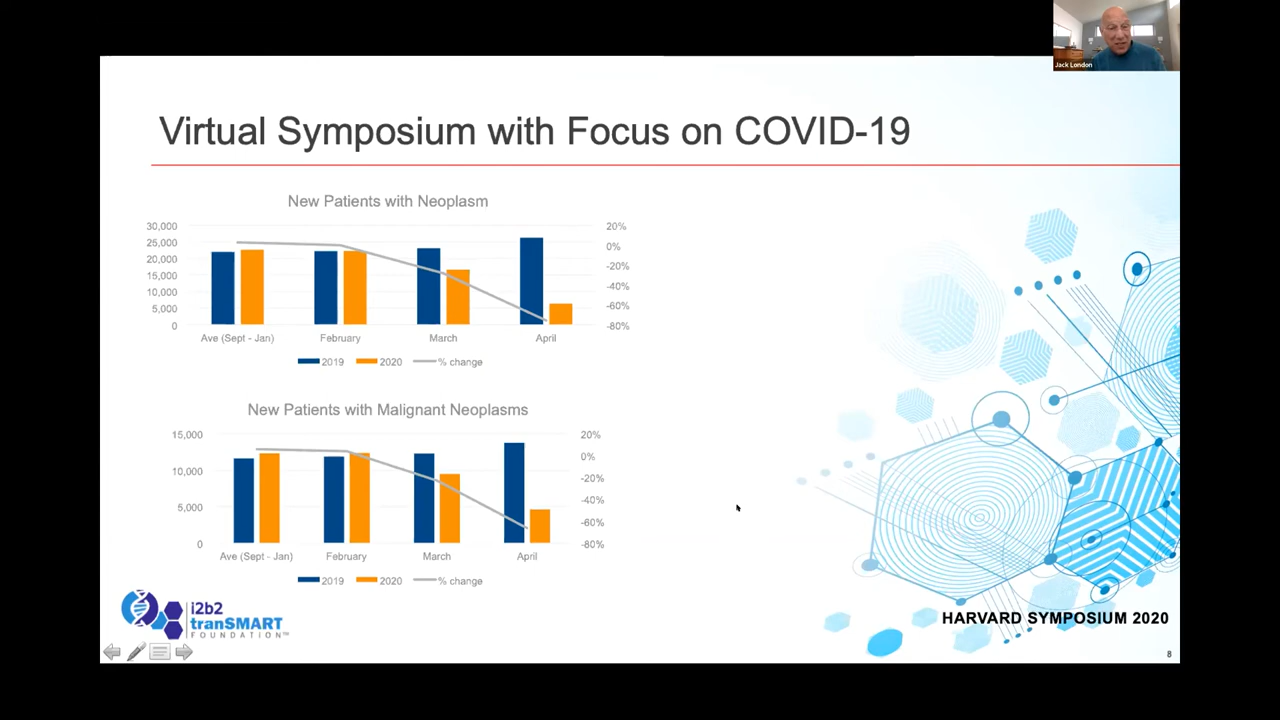 Jack London
Virtual Symposium with Focus on COVID-19
New Patients with Neoplasm
30,000
25,000
20,000
15,000
10,000
5,000
0
20%
0%
-20%
-40%
-60%
-80%
Ave (Sept - Jan) February March April
2019 2020 % change
New Patients with Malignant Neoplasms
15,000
10,000
5,000
0
20%
0%
-20%
-40%
-60%
-80%
Ave (Sept - Jan) February March April
2019 2020 % change
i2b2
tranSMART
FOUNDATION™
HARVARD SYMPOSIUM 2020
8